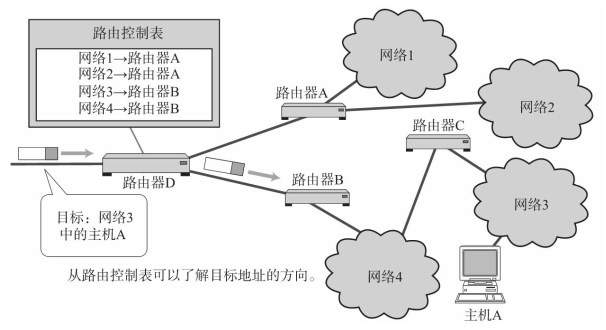 路由控制表
网络1→路由器A
网络2→路由器A
网络3→路由器B
网络4→路由器B
网络1
路由器A
网络2
路由器C
路由器D
路由器B
网络3
目标：网络3
中的主机A
网络4
从路由控制表可以了解目标地址的方向。
主机A